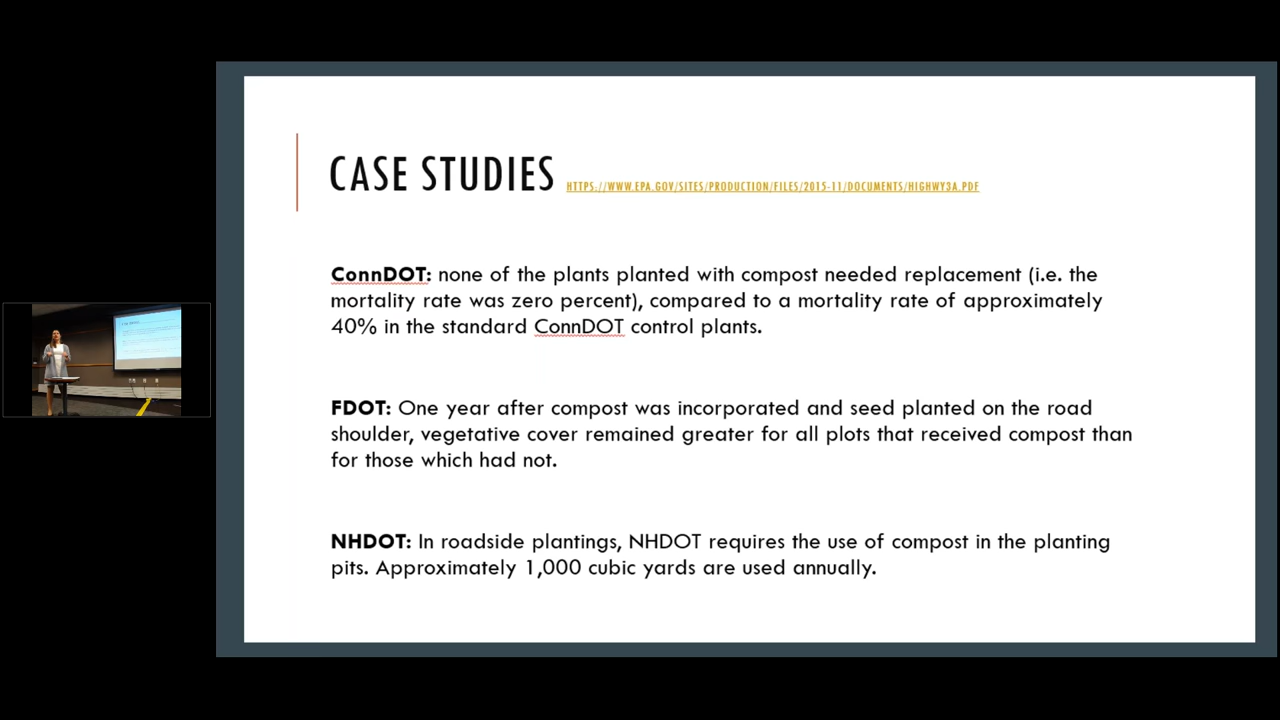 CASE STUDIES HTTPS://WWW.EPA.GOV/SITES/PRODUCTION/FILES/2015-11/DOCUMENTS/HIGHWY3A.PDF
ConnDOT: none of the plants planted with compost needed replacement (i.e. the
mortality rate was zero percent), compared to a mortality rate of approximately
40% in the standard ConnDOT control plants.
FDOT: One year after compost was incorporated and seed planted on the road
shoulder, vegetative cover remained greater for all plots that received compost than
for those which had not.
NHDOT: In roadside plantings, NHDOT requires the use of compost in the planting
pits. Approximately 1,000 cubic yards are used annually.